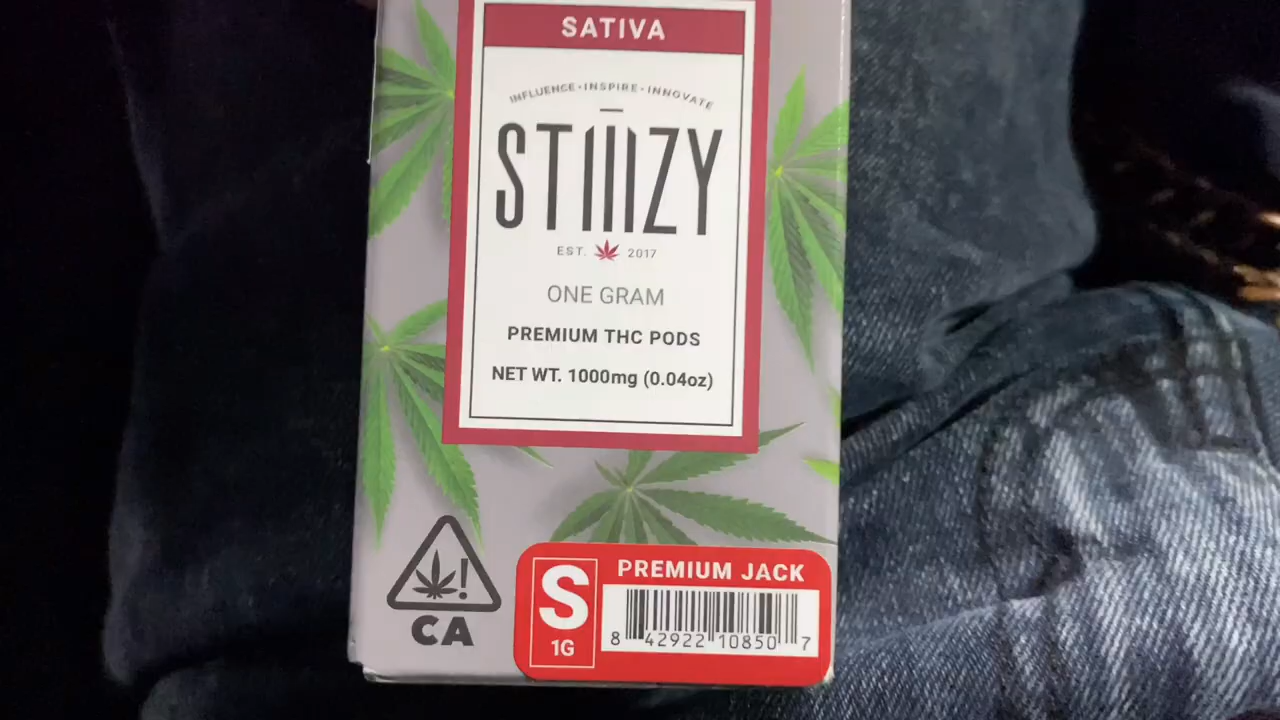 SATIVA
INFLUENCE · INSPIRE · INNOVATE
STIIIZY
EST. 2017
ONE GRAM
PREMIUM THC PODS
NET WT. 1000mg (0.04oz)
!
CA
S
1G
PREMIUM JACK
8 42922 10850 7